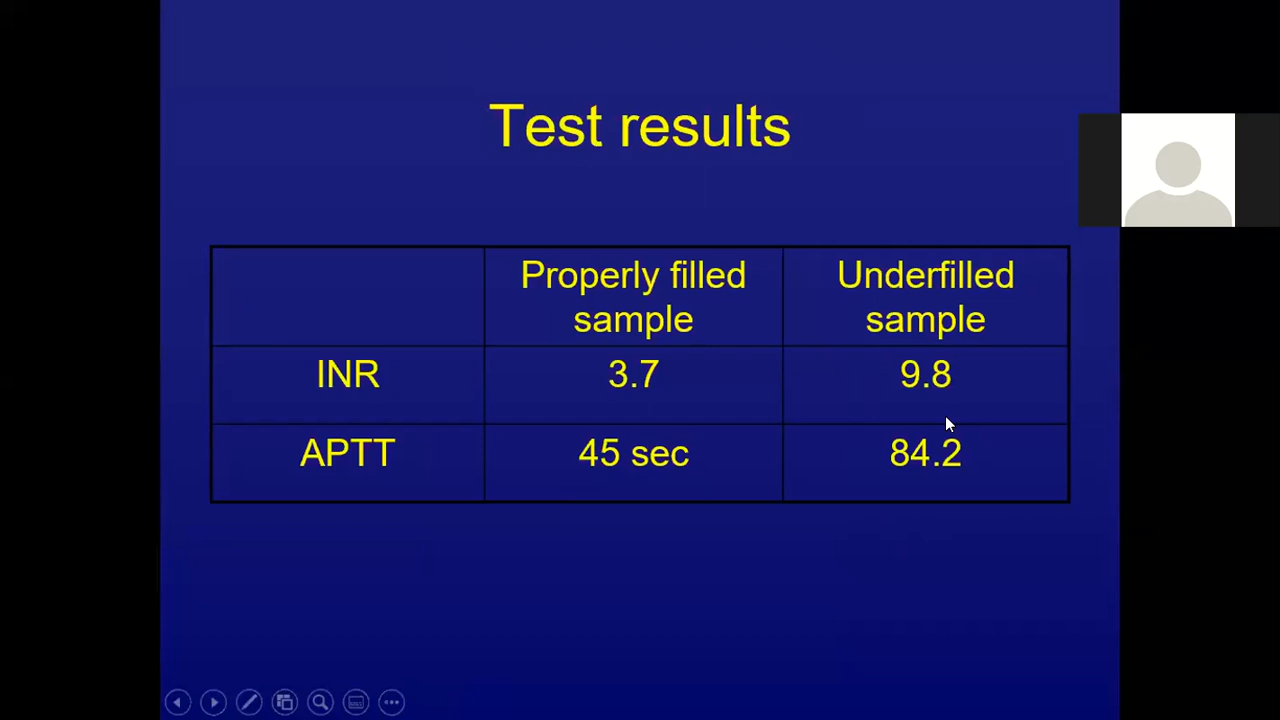 Test results
Properly filled sample
Underfilled sample
INR 3.7 9.8
APTT 45 sec 84.2